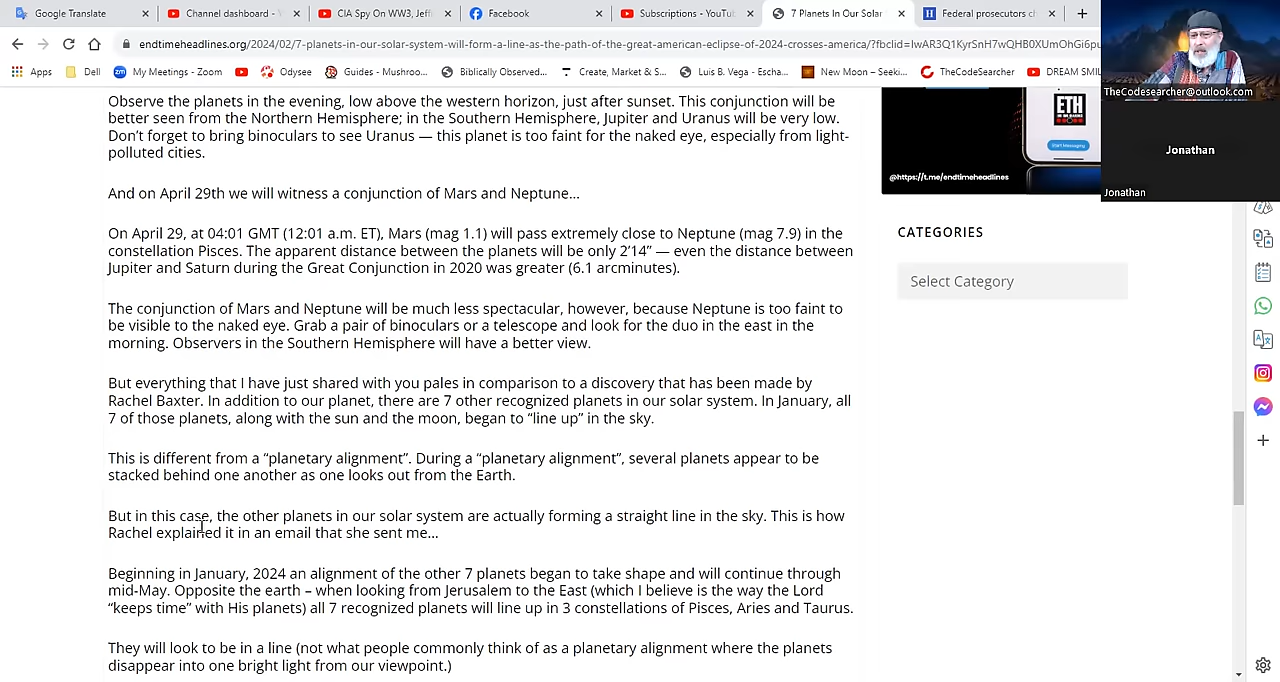 Google Translate
Channel dashboard - Y
CIA Spy On WW3, Jeff
Facebook
Subscriptions - YouTu
7 Planets In Our Solar
Federal prosecutors c
endtimeheadlines.org/2024/02/7-planets-in-our-solar-system-will-form-a-line-as-the-path-of-the-great-american-eclipse-of-2024-crosses-america/?fbclid=IwAR3Q1KyrSnH7wQHB0XUmOhGi6pu
Apps
Dell
My Meetings - Zoom
Odysee
Guides - Mushroo...
Biblically Observed...
Create, Market & S...
Luis B. Vega - Escha...
New Moon – Seeki...
TheCodeSearcher
DREAM SMIL
TheCodesearcher@outlook.com
Jonathan
Jonathan
Observe the planets in the evening, low above the western horizon, just after sunset. This conjunction will be
better seen from the Northern Hemisphere; in the Southern Hemisphere, Jupiter and Uranus will be very low.
Don’t forget to bring binoculars to see Uranus — this planet is too faint for the naked eye, especially from light-
polluted cities.
And on April 29th we will witness a conjunction of Mars and Neptune…
On April 29, at 04:01 GMT (12:01 a.m. ET), Mars (mag 1.1) will pass extremely close to Neptune (mag 7.9) in the
constellation Pisces. The apparent distance between the planets will be only 2’14” — even the distance between
Jupiter and Saturn during the Great Conjunction in 2020 was greater (6.1 arcminutes).
The conjunction of Mars and Neptune will be much less spectacular, however, because Neptune is too faint to
be visible to the naked eye. Grab a pair of binoculars or a telescope and look for the duo in the east in the
morning. Observers in the Southern Hemisphere will have a better view.
But everything that I have just shared with you pales in comparison to a discovery that has been made by
Rachel Baxter. In addition to our planet, there are 7 other recognized planets in our solar system. In January, all
7 of those planets, along with the sun and the moon, began to “line up” in the sky.
This is different from a “planetary alignment”. During a “planetary alignment”, several planets appear to be
stacked behind one another as one looks out from the Earth.
But in this case, the other planets in our solar system are actually forming a straight line in the sky. This is how
Rachel explained it in an email that she sent me…
Beginning in January, 2024 an alignment of the other 7 planets began to take shape and will continue through
mid-May. Opposite the earth – when looking from Jerusalem to the East (which I believe is the way the Lord
“keeps time” with His planets) all 7 recognized planets will line up in 3 constellations of Pisces, Aries and Taurus.
They will look to be in a line (not what people commonly think of as a planetary alignment where the planets
disappear into one bright light from our viewpoint.)
ETH
Start Messaging
@https://t.me/endtimeheadlines
CATEGORIES
Select Category